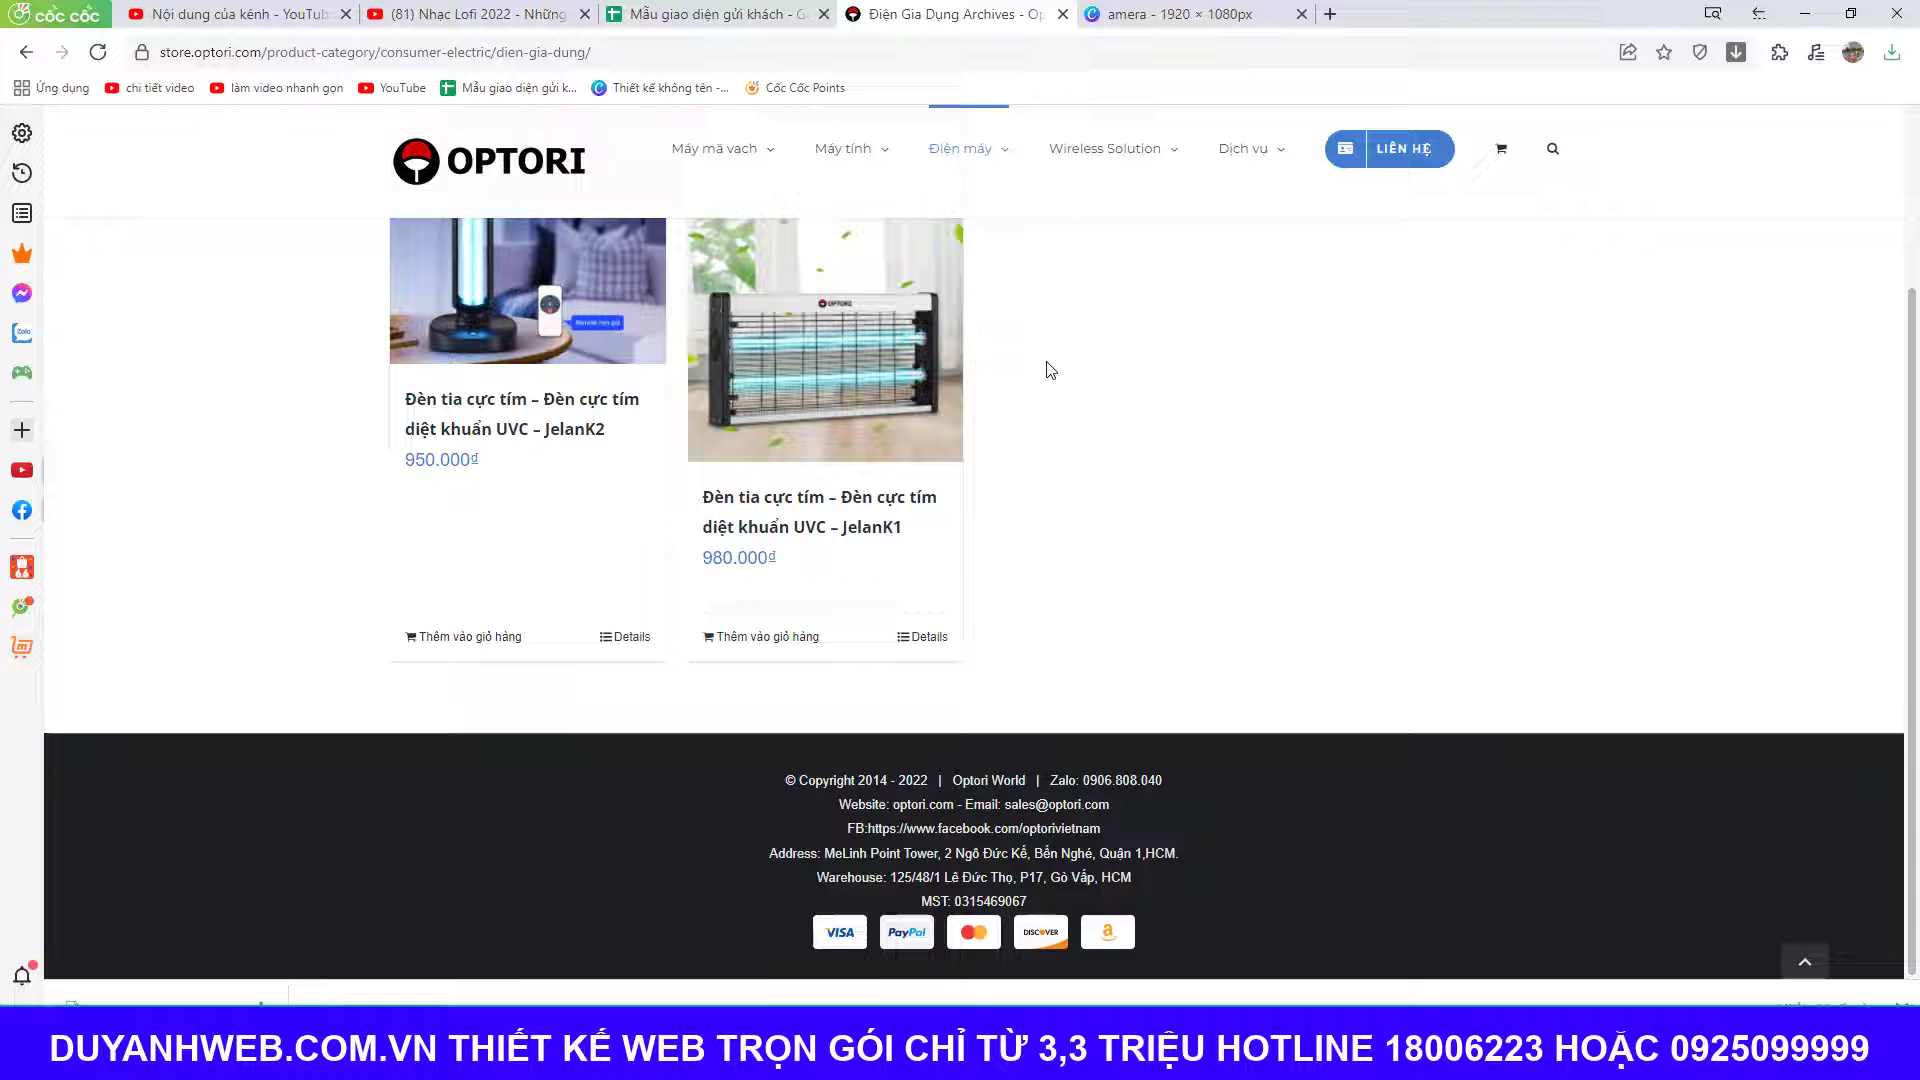 cốc cốc
Nội dung của kênh - YouTub
(81) Nhạc Lofi 2022 - Những
Mẫu giao diện gửi khách - G
Điện Gia Dụng Archives - Op
amera - 1920 × 1080px
store.optori.com/product-category/consumer-electric/dien-gia-dung/
Ứng dụng
chi tiết video
làm video nhanh gọn
YouTube
Mẫu giao diện gửi k...
Thiết kế không tên -...
Cốc Cốc Points
OPTORI
Máy mã vạch
Máy tính
Điện máy
Wireless Solution
Dịch vụ
LIÊN HỆ
Zalo
OPTORI
Đèn tia cực tím – Đèn cực tím
diệt khuẩn UVC – JelanK2
950.000₫
Thêm vào giỏ hàng
Details
Đèn tia cực tím – Đèn cực tím
diệt khuẩn UVC – JelanK1
980.000₫
Thêm vào giỏ hàng
Details
© Copyright 2014 - 2022 | Optori World | Zalo: 0906.808.040
Website: optori.com - Email: sales@optori.com
FB:https://www.facebook.com/optorivietnam
Address: MeLinh Point Tower, 2 Ngô Đức Kế, Bến Nghé, Quận 1,HCM.
Warehouse: 125/48/1 Lê Đức Thọ, P17, Gò Vấp, HCM
MST: 0315469067
VISA
PayPal
DISCOVER
DUYANHWEB.COM.VN THIẾT KẾ WEB TRỌN GÓI CHỈ TỪ 3,3 TRIỆU HOTLINE 18006223 HOẶC 0925099999